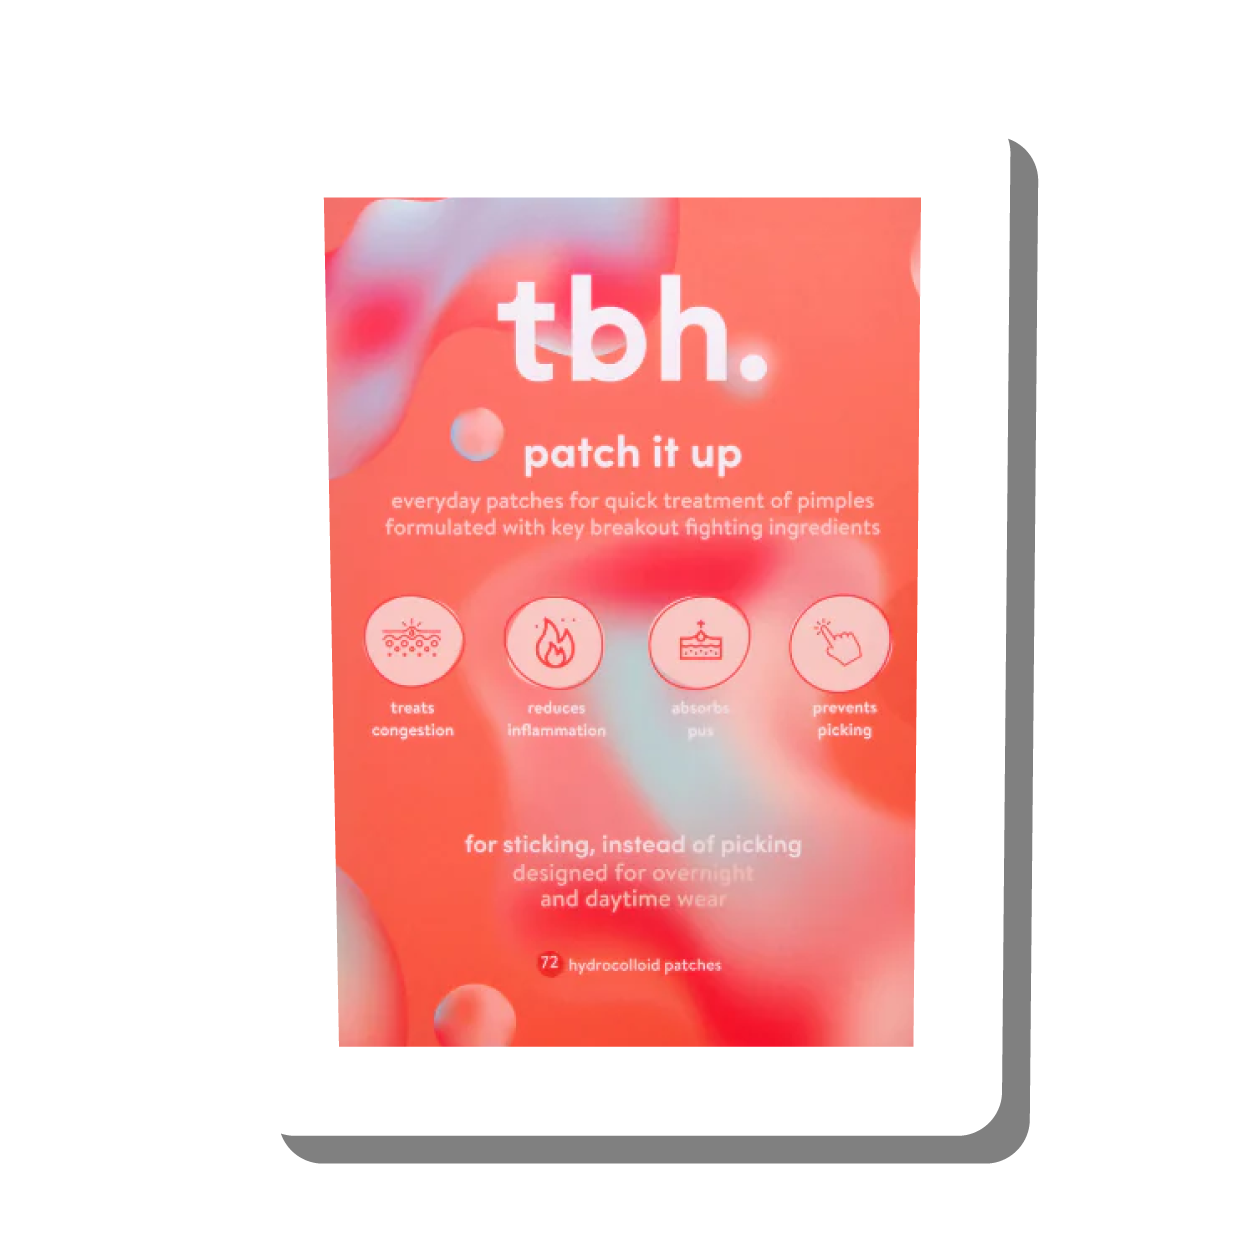 tbh.
patch it up
everyday patches for quick treatment of pimples
formulated with key breakout fighting ingredients
treats
congestion
reduces
inflammation
absorbs
pus
prevents
picking
for sticking, instead of picking
designed for overnight
and daytime wear
72 hydrocolloid patches